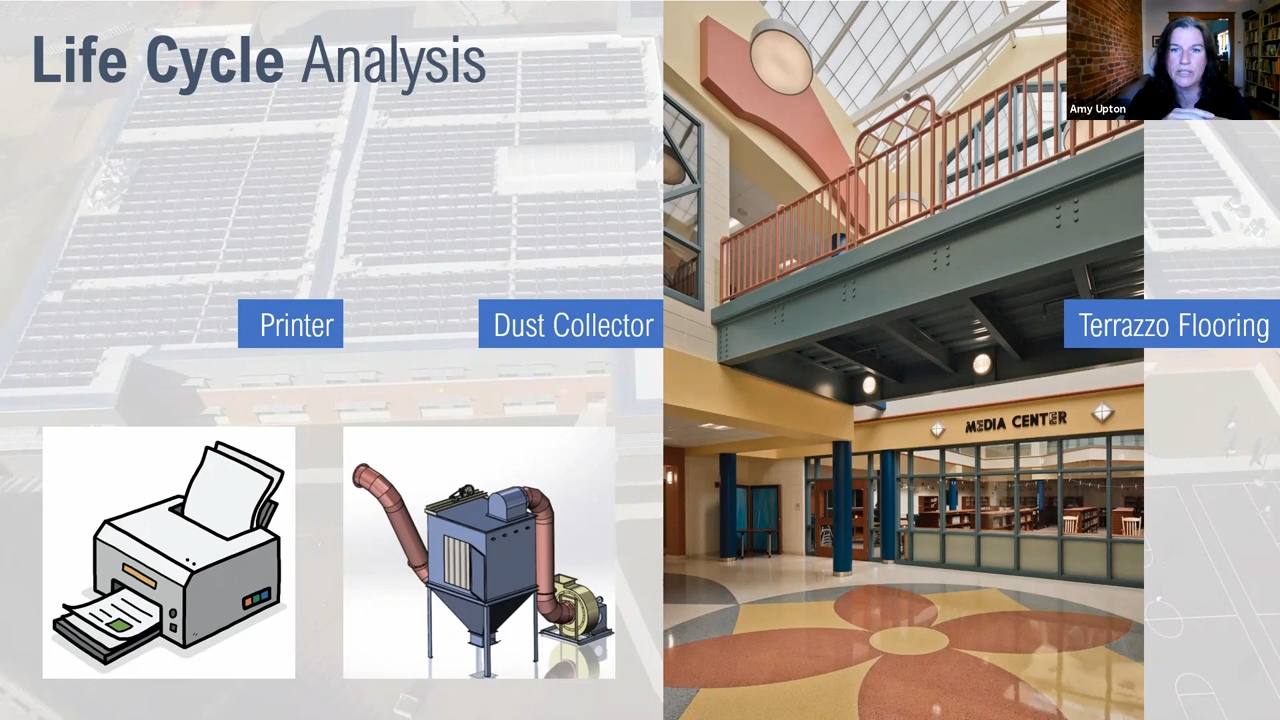 Life Cycle Analysis
Amy Upton
Printer
Dust Collector
Terrazzo Flooring
MEDIA CENTER